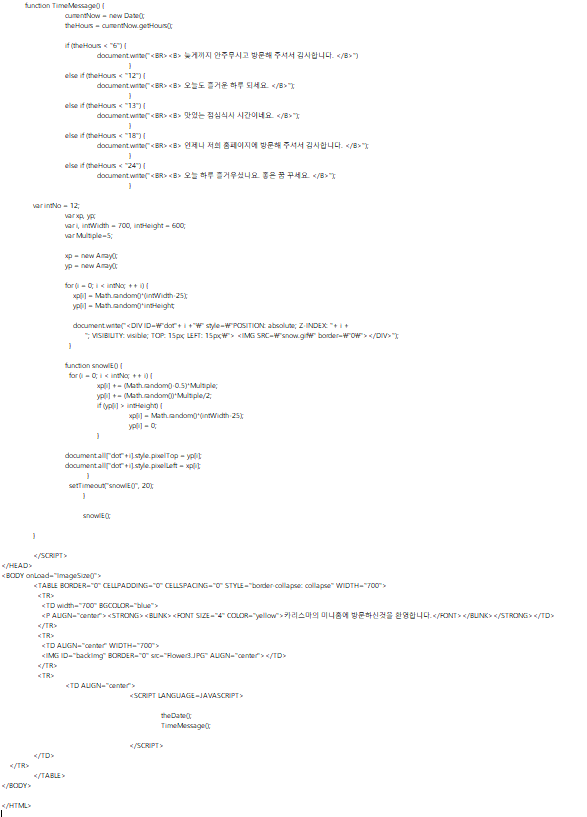 function TimeMessage() {
currentNow = new Date();
theHours = currentNow.getHours();
if (theHours < "6") {
document.write("<BR><B> 늦게까지 안주무시고 방문해 주셔서 감사합니다. </B>")
}
else if (theHours < "12") {
document.write("<BR><B> 오늘도 즐거운 하루 되세요. </B>");
}
else if (theHours < "13") {
document.write("<BR><B> 맛있는 점심식사 시간이네요. </B>");
}
else if (theHours < "18") {
document.write("<BR><B> 언제나 저희 홈페이지에 방문해 주셔서 감사합니다. </B>");
}
else if (theHours < "24") {
document.write("<BR><B> 오늘 하루 즐거우셨나요. 좋은 꿈 꾸세요. </B>");
}
var intNo = 12;
var xp, yp;
var i, intWidth = 700, intHeight = 600;
var Multiple=5;
xp = new Array();
yp = new Array();
for (i = 0; i < intNo; ++ i) {
xp[i] = Math.random()*(intWidth-25);
yp[i] = Math.random()*intHeight;
document.write("<DIV ID=₩"dot"+ i +"₩" style=₩"POSITION: absolute; Z-INDEX: "+ i +
"; VISIBILITY: visible; TOP: 15px; LEFT: 15px;₩"> <IMG SRC=₩"snow.gif₩" border=₩"0₩"></DIV>");
}
function snowIE() {
for (i = 0; i < intNo; ++ i) {
xp[i] += (Math.random()-0.5)*Multiple;
yp[i] += (Math.random())*Multiple/2;
if (yp[i] > intHeight) {
xp[i] = Math.random()*(intWidth-25);
yp[i] = 0;
}
document.all["dot"+i].style.pixelTop = yp[i];
document.all["dot"+i].style.pixelLeft = xp[i];
}
setTimeout("snowIE()", 20);
}
snowIE();
}
</SCRIPT>
</HEAD>
<BODY onLoad="ImageSize()">
<TABLE BORDER="0" CELLPADDING="0" CELLSPACING="0" STYLE="border-collapse: collapse" WIDTH="700">
<TR>
<TD width="700" BGCOLOR="blue">
<P ALIGN="center"><STRONG><BLINK><FONT SIZE="4" COLOR="yellow">카리스마의 미니홈에 방문하신것을 환영합니다.</FONT></BLINK></STRONG></TD>
</TR>
<TR>
<TD ALIGN="center" WIDTH="700">
<IMG ID="backImg" BORDER="0" src="Flower3.JPG" ALIGN="center"></TD>
</TR>
<TR>
<TD ALIGN="center">
<SCRIPT LANGUAGE=JAVASCRIPT>
theDate();
TimeMessage();
</SCRIPT>
</TD>
</TR>
</TABLE>
</BODY>
</HTML>